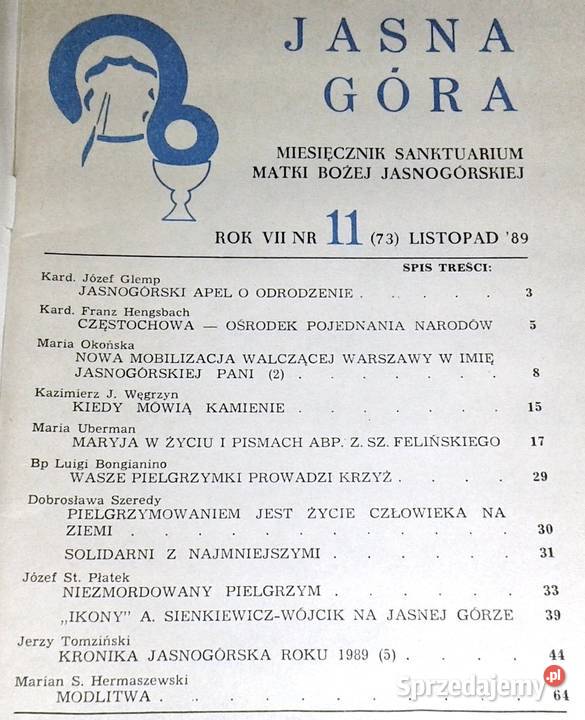 JASNA
GÓRA
MIESIĘCZNIK SANKTUARIUM
MATKI BOŻEJ JASNOGÓRSKIEJ
ROK VII NR 11 (73) LISTOPAD '89
SPIS TREŚCI:
Kard. Józef Glemp
JASNOGÓRSKI APEL O ODRODZENIE . . . . . 3
Kard. Franz Hengsbach
CZĘSTOCHOWA — OŚRODEK POJEDNANIA NARODÓW 5
Maria Okońska
NOWA MOBILIZACJA WALCZĄCEJ WARSZAWY W IMIĘ
JASNOGÓRSKIEJ PANI (2) . . . . . . . 8
Kazimierz J. Węgrzyn
KIEDY MÓWIĄ KAMIENIE . . . . . . . 15
Maria Uberman
MARYJA W ŻYCIU I PISMACH ABP. Z. SZ. FELIŃSKIEGO 17
Bp Luigi Bongianino
WASZE PIELGRZYMKI PROWADZI KRZYŻ . . . . 29
Dobrosława Szeredy
PIELGRZYMOWANIEM JEST ŻYCIE CZŁOWIEKA NA
ZIEMI . . . . . . . . . . . 30
SOLIDARNI Z NAJMNIEJSZYMI . . . . . 31
Józef St. Płatek
NIEZMORDOWANY PIELGRZYM . . . . . . 33
„IKONY” A. SIENKIEWICZ-WÓJCIK NA JASNEJ GÓRZE 39
Jerzy Tomziński
KRONIKA JASNOGÓRSKA ROKU 1989 (5) . . . . 44
Marian S. Hermaszewski
MODLITWA . . . . . . . . . . 64
Sprzedajemy.pl